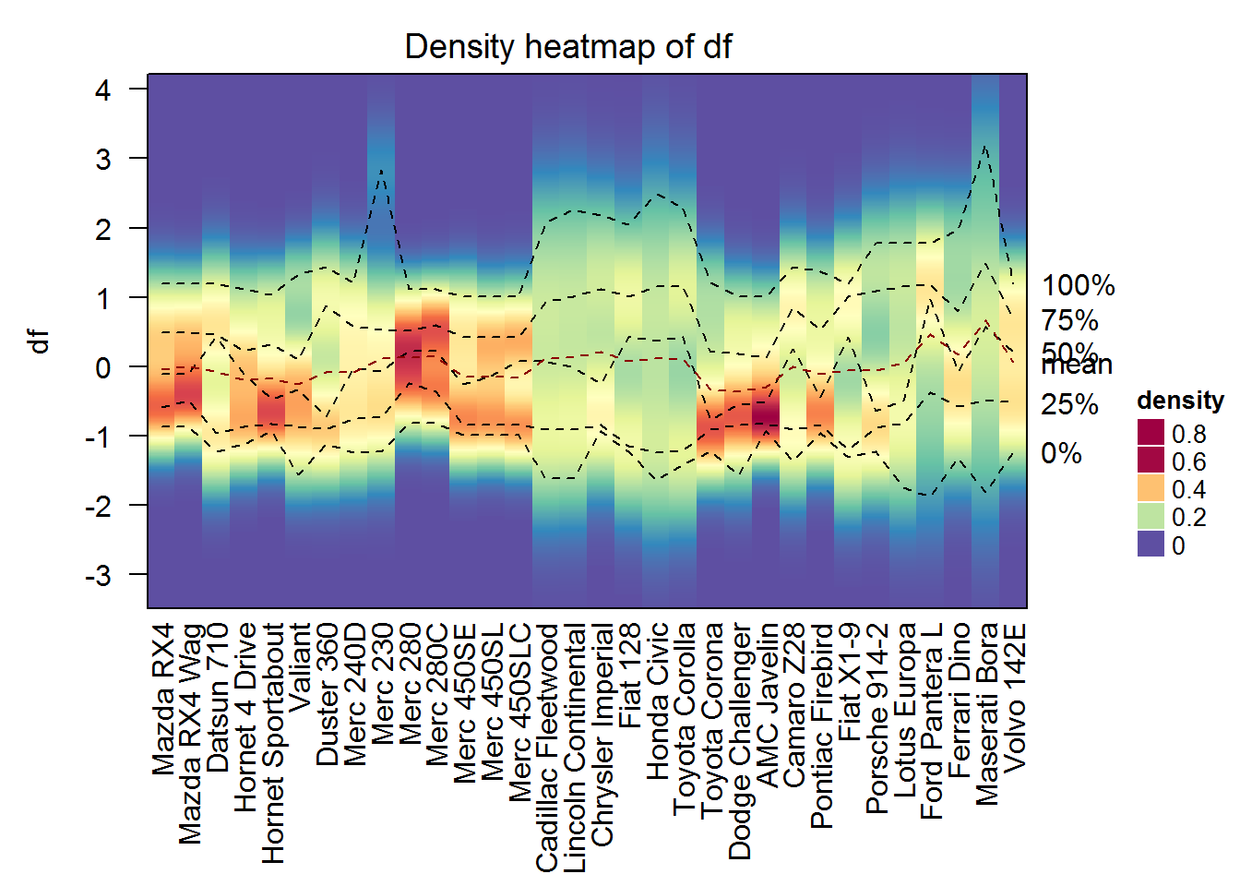 Density heatmap of df
df
4
3
2
1
0
-1
-2
-3
100%
75%
50%
mean
25%
0%
density
0.8
0.6
0.4
0.2
0
Mazda RX4
Mazda RX4 Wag
Datsun 710
Hornet 4 Drive
Hornet Sportabout
Valiant
Duster 360
Merc 240D
Merc 230
Merc 280
Merc 280C
Merc 450SE
Merc 450SL
Merc 450SLC
Cadillac Fleetwood
Lincoln Continental
Chrysler Imperial
Fiat 128
Honda Civic
Toyota Corolla
Toyota Corona
Dodge Challenger
AMC Javelin
Camaro Z28
Pontiac Firebird
Fiat X1-9
Porsche 914-2
Lotus Europa
Ford Pantera L
Ferrari Dino
Maserati Bora
Volvo 142E